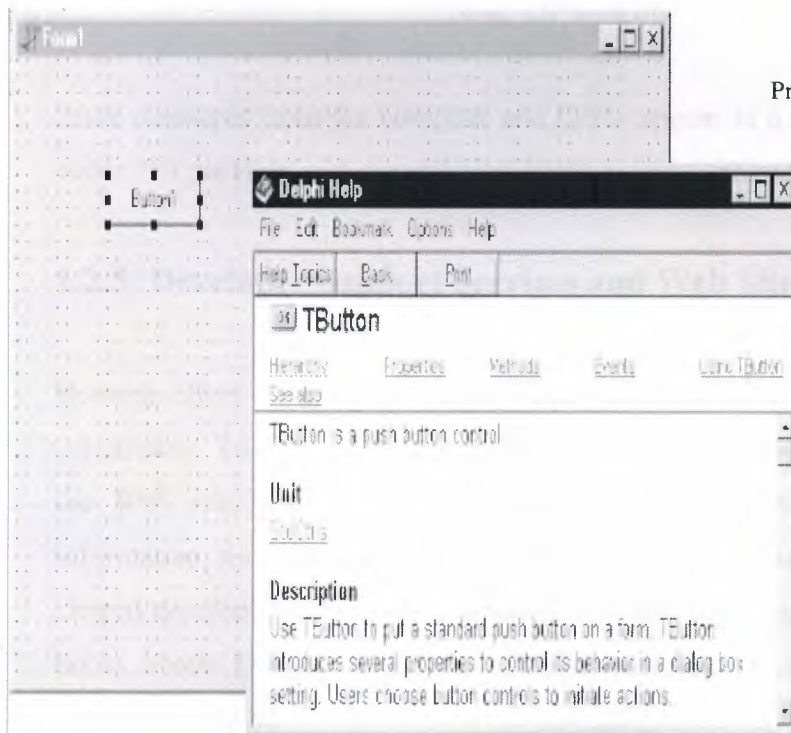 Form1
Pr
Button1
Delphi Help
File Edit Bookmark Options Help
Help Topics Back Print
TButton
Hierarchy Properties Methods Events Using TButton
See also
TButton is a push button control
Unit
StdCtrls
Description
Use TButton to put a standard push button on a form. TButton
introduces several properties to control its behavior in a dialog box
setting. Users choose button controls to initiate actions.